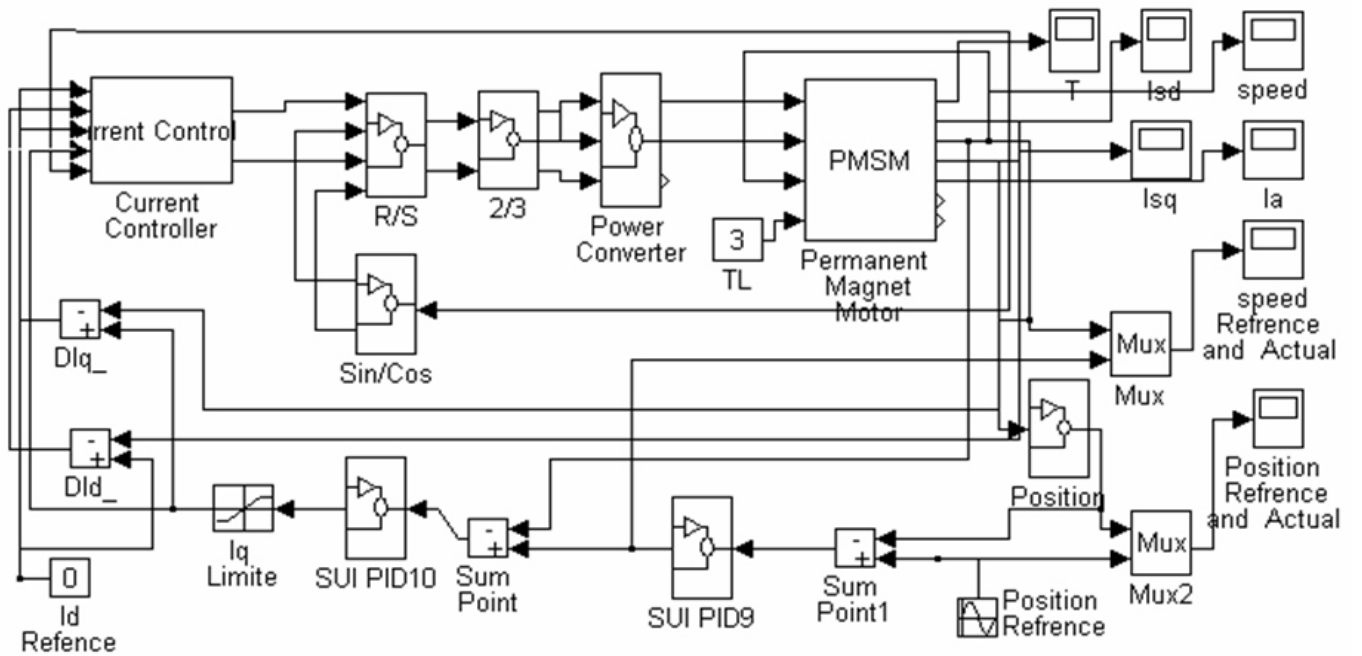 rrent Control
Current
Controller
R/S
2/3
Power
Converter
PMSM
Permanent
Magnet
Motor
3
TL
T
Isd
speed
Isq
Ia
speed
Refrence
and Actual
Mux
Mux
-
+
DIq_
Sin/Cos
-
+
DId_
Iq
Limite
0
Id
Refence
SUI PID10
-
+
Sum
Point
SUI PID9
-
+
Sum
Point1
Position
Position
Refrence
Mux
Mux2
Position
Refrence
and Actual